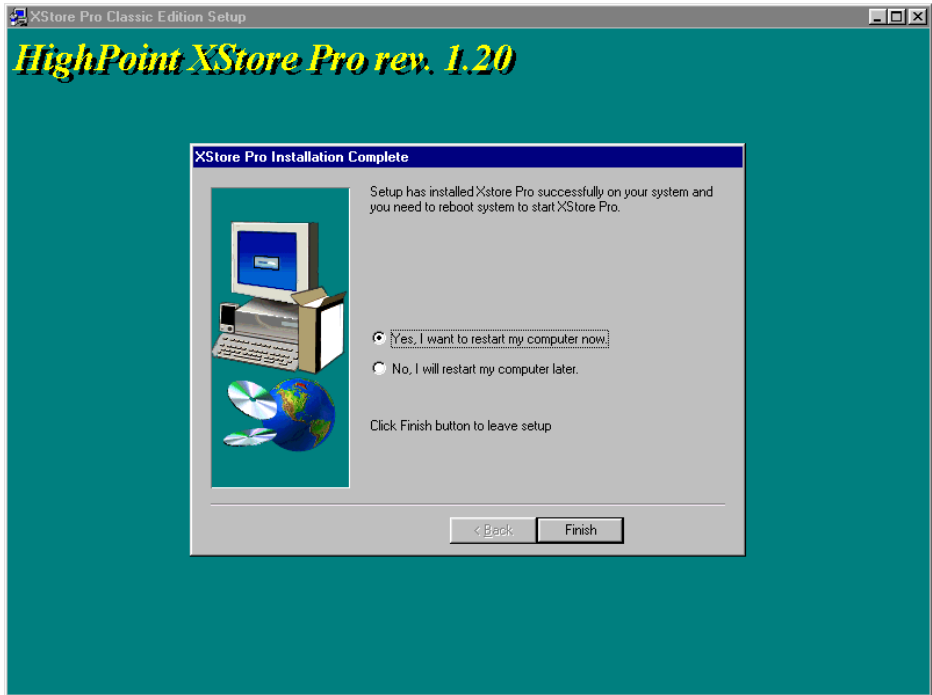 XStore Pro Classic Edition Setup
HighPoint XStore Pro rev. 1.20
XStore Pro Installation Complete
Setup has installed Xstore Pro successfully on your system and
you need to reboot system to start XStore Pro.
Yes, I want to restart my computer now.
No, I will restart my computer later.
Click Finish button to leave setup
< Back
Finish